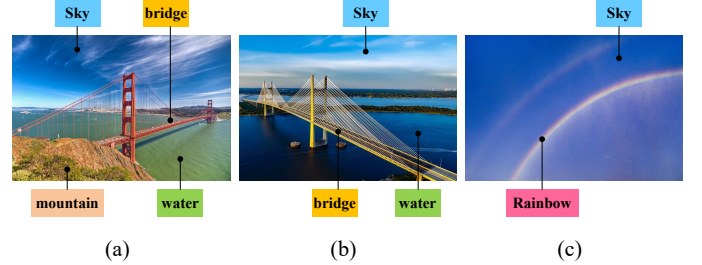 Sky
bridge
Sky
Sky
mountain
water
bridge
water
Rainbow
(a)
(b)
(c)